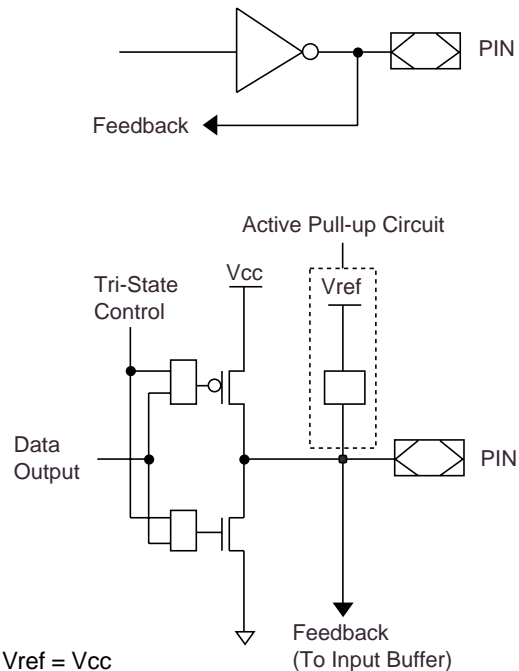 PIN
Feedback
Active Pull-up Circuit
Vcc
Vref
Tri-State
Control
Data
Output
PIN
Feedback
(To Input Buffer)
Vref = Vcc